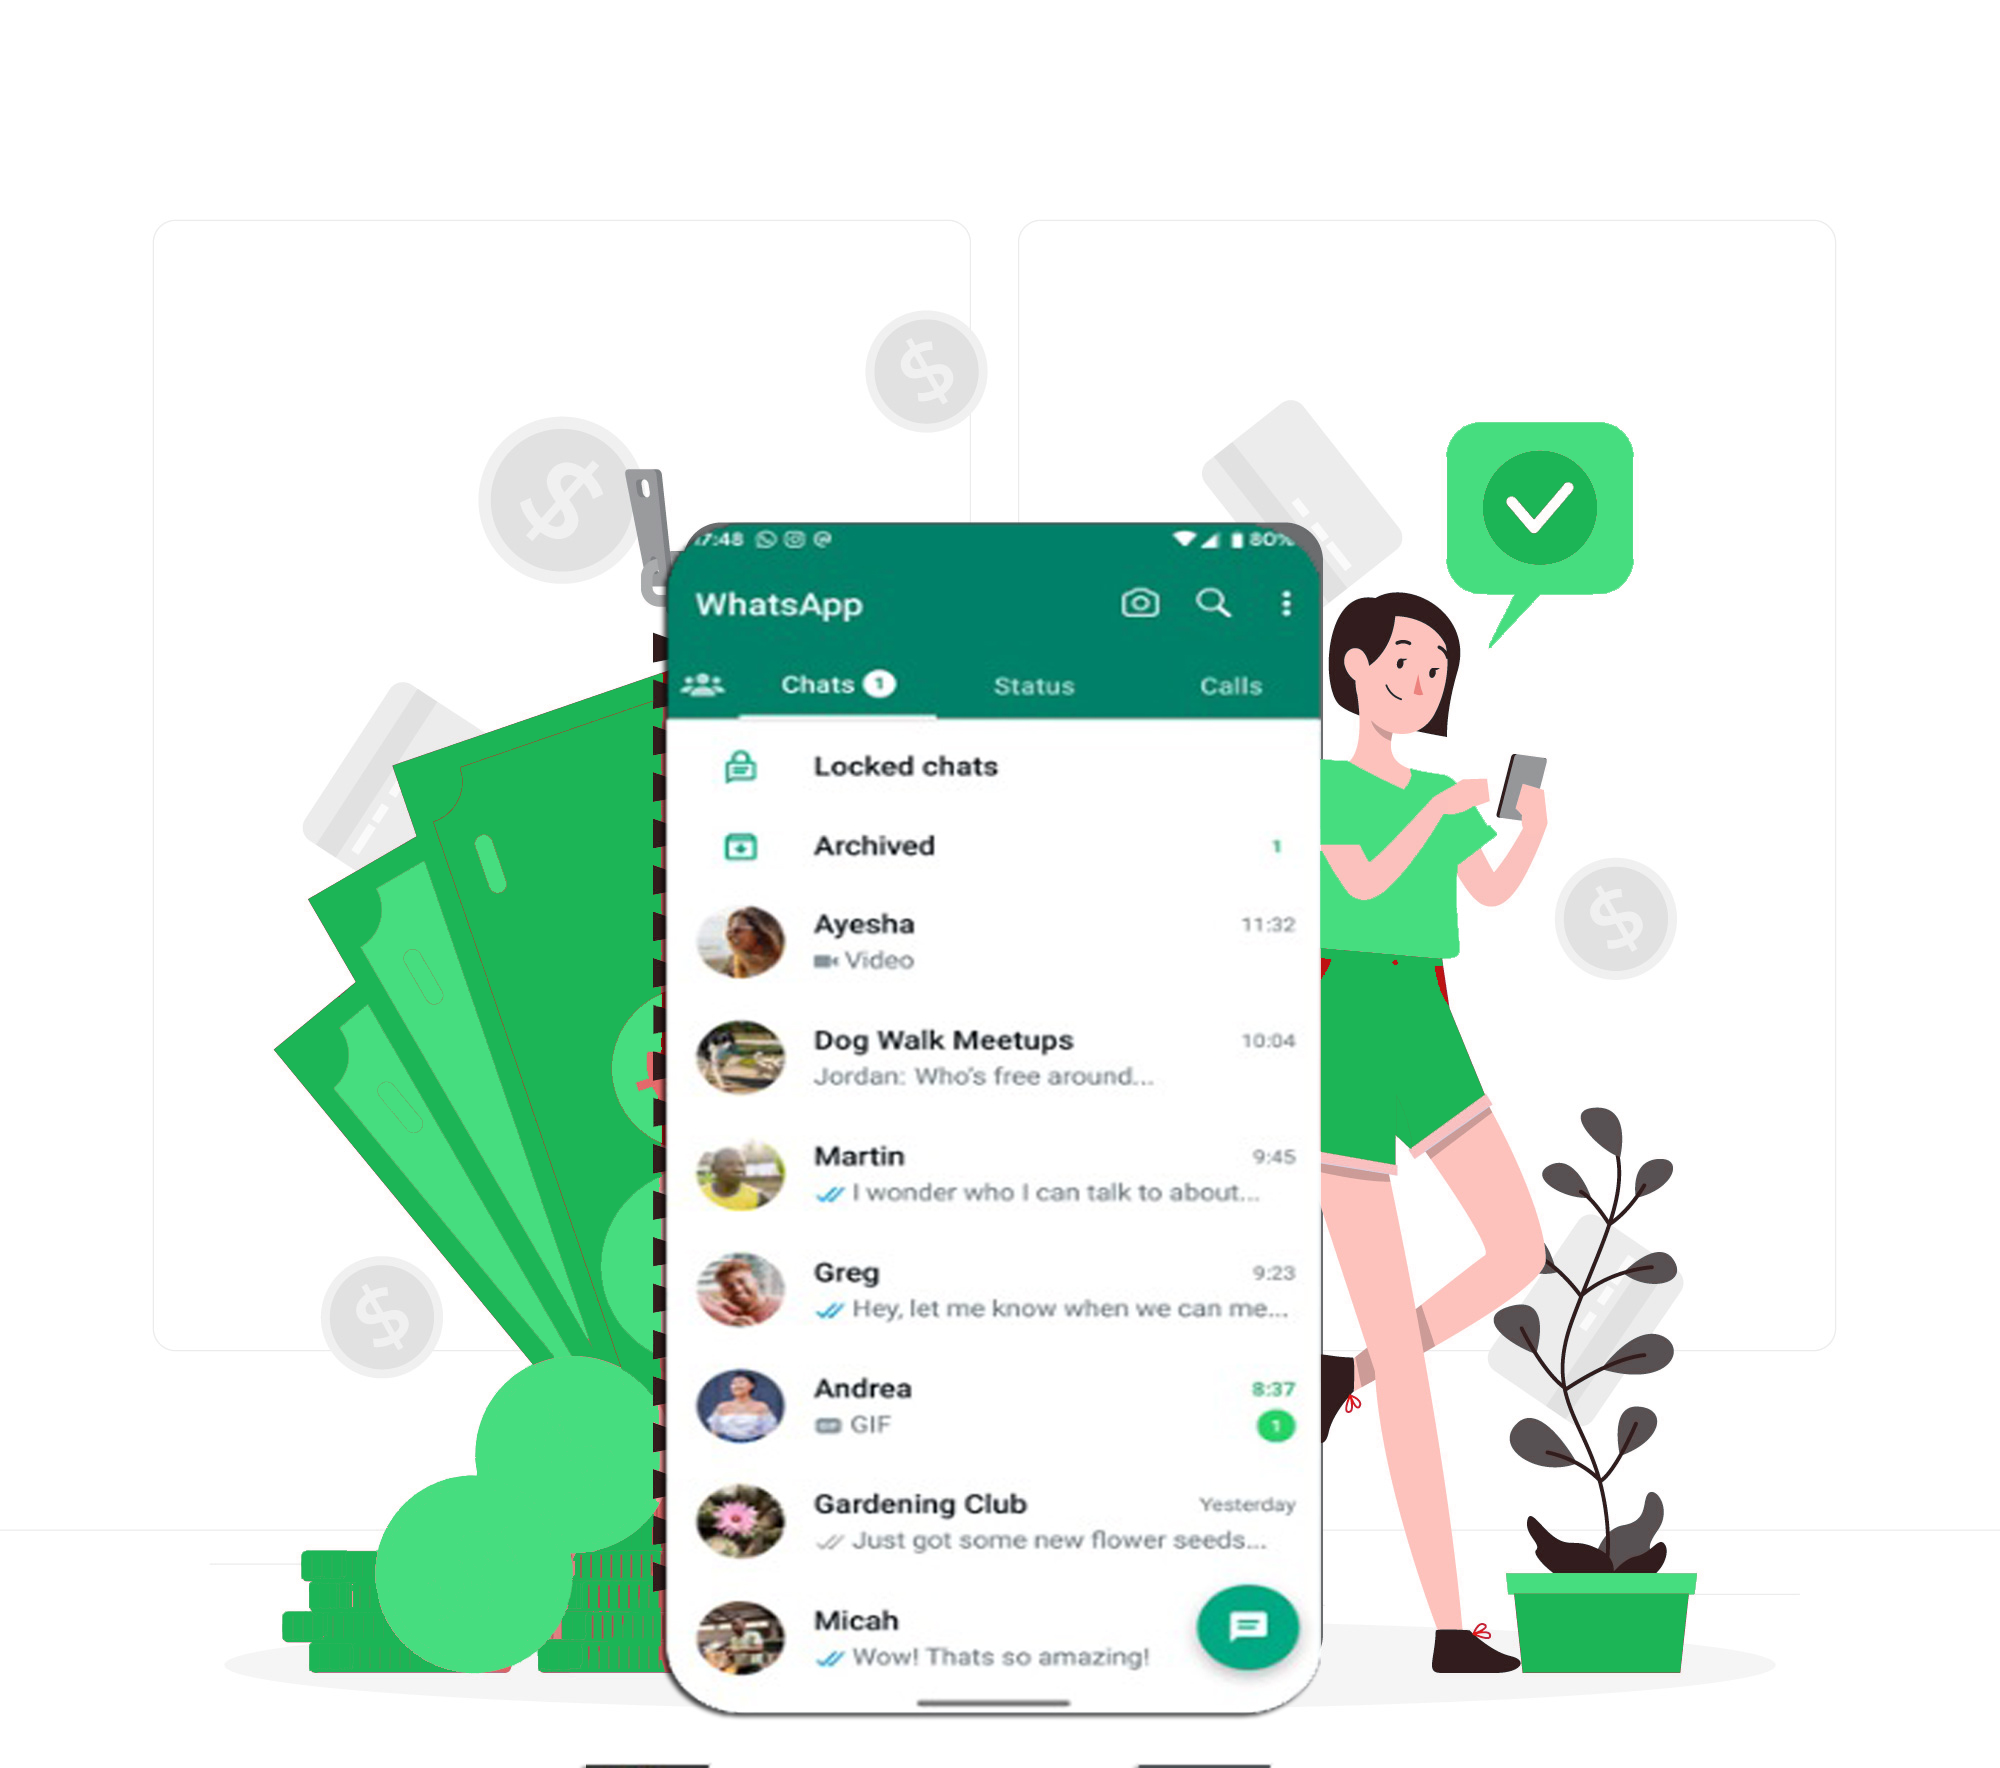 $
$
17:48 80%
WhatsApp
Chats 1 Status Calls
Locked chats
Archived 1
Ayesha 11:32
Video
Dog Walk Meetups 10:04
Jordan: Who's free around...
$
Martin 9:45
I wonder who I can talk to about...
Greg 9:23
Hey, let me know when we can me...
$
Andrea 8:37
GIF 1
Gardening Club Yesterday
Just got some new flower seeds...
Micah
Wow! Thats so amazing!